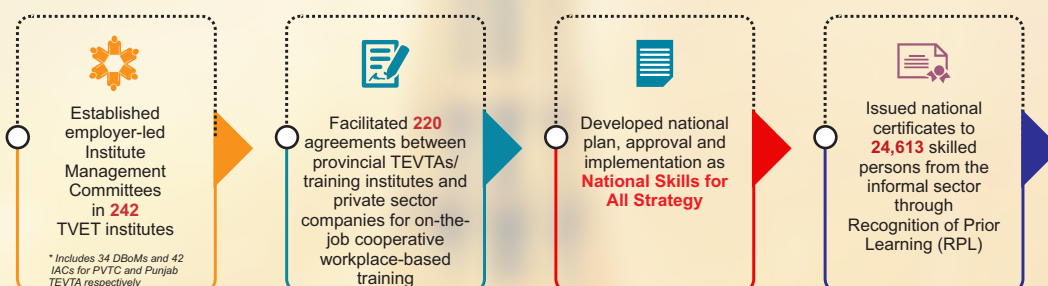 Established
employer-led
Institute
Management
Committees
in 242
TVET institutes
* Includes 34 DBoMs and 42
IACs for PVTC and Punjab
TEVTA respectively
Facilitated 220
agreements between
provincial TEVTAs/
training institutes and
private sector
companies for on-the-
job cooperative
workplace-based
training
Developed national
plan, approval and
implementation as
National Skills for
All Strategy
Issued national
certificates to
24,613 skilled
persons from the
informal sector
through
Recognition of Prior
Learning (RPL)